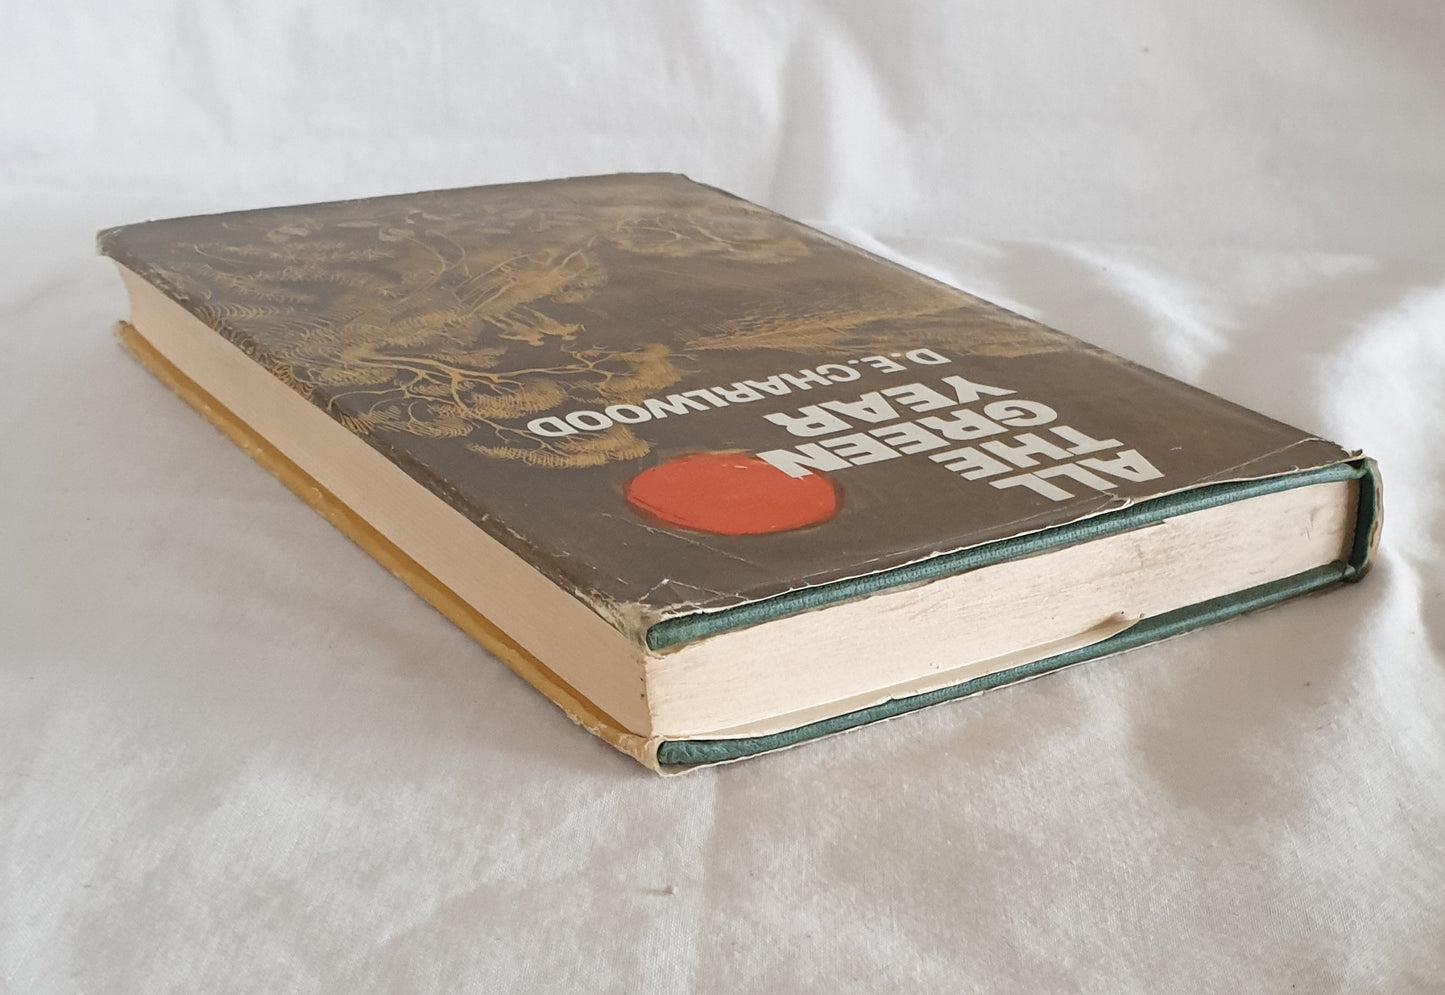 ALL
THE
GREEN
YEAR
D.E.CHARLWOOD